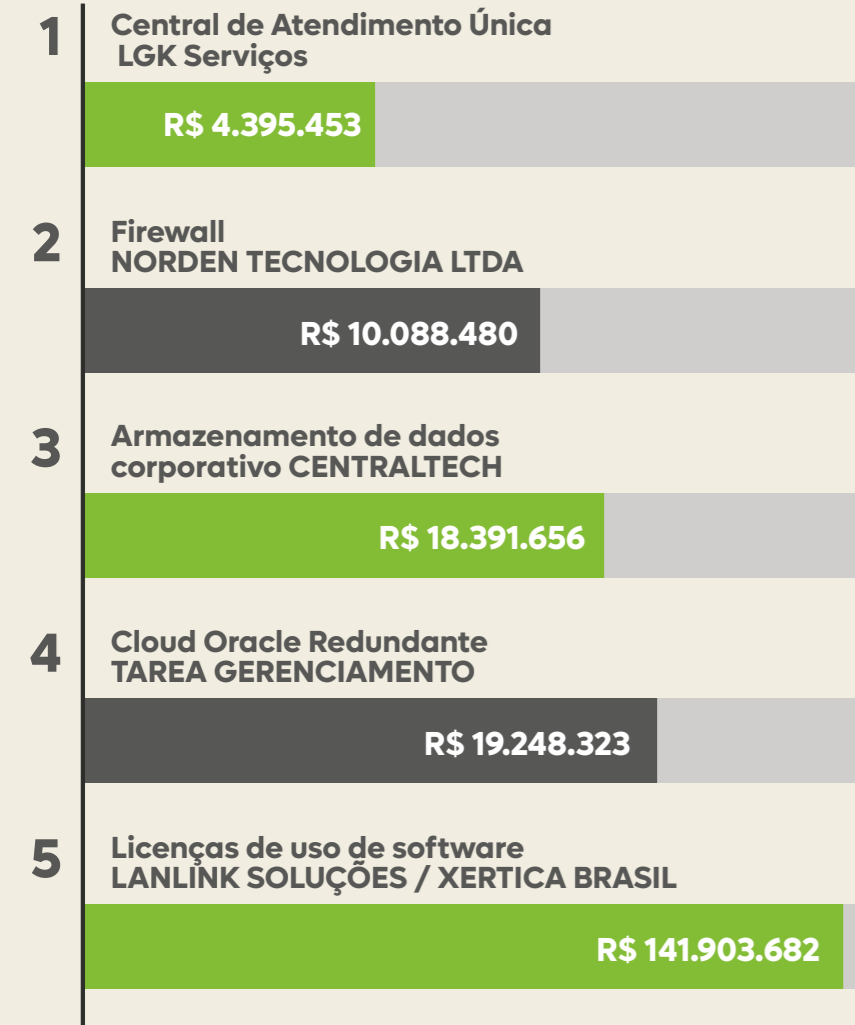 1
Central de Atendimento Única
LGK Serviços
R$ 4.395.453
2
Firewall
NORDEN TECNOLOGIA LTDA
R$ 10.088.480
3
Armazenamento de dados
corporativo CENTRALTECH
R$ 18.391.656
4
Cloud Oracle Redundante
TAREA GERENCIAMENTO
R$ 19.248.323
5
Licenças de uso de software
LANLINK SOLUÇÕES / XERTICA BRASIL
R$ 141.903.682